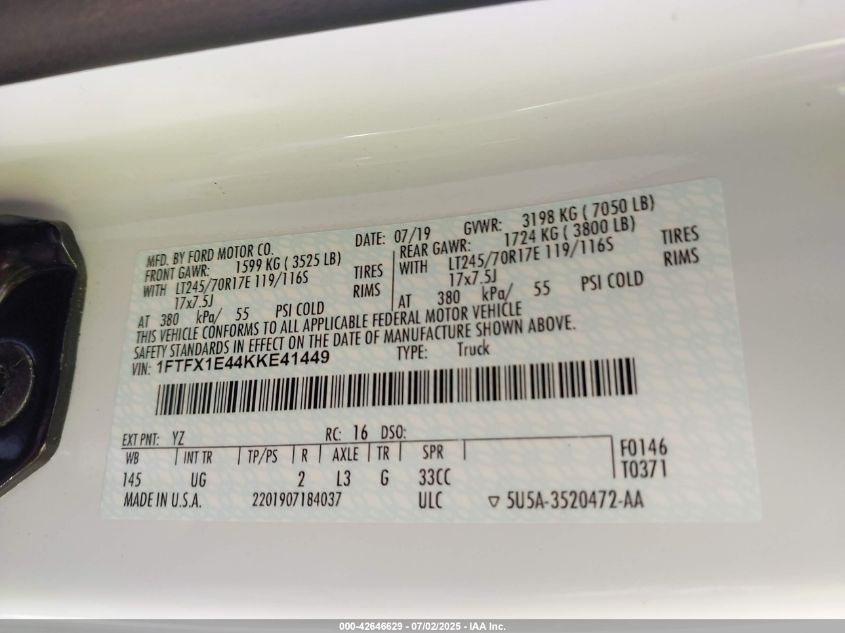 MFD. BY FORD MOTOR CO. DATE: 07/19 GVWR: 3198 KG ( 7050 LB)
FRONT GAWR: 1599 KG ( 3525 LB) REAR GAWR: 1724 KG ( 3800 LB)
WITH LT245/70R17E 119/116S TIRES WITH LT245/70R17E 119/116S TIRES
17x7.5J RIMS 17x7.5J RIMS
AT 380 kPa/ 55 PSI COLD AT 380 kPa/ 55 PSI COLD
THIS VEHICLE CONFORMS TO ALL APPLICABLE FEDERAL MOTOR VEHICLE
SAFETY STANDARDS IN EFFECT ON THE DATE OF MANUFACTURE SHOWN ABOVE.
VIN: 1FTFX1E44KKE41449 TYPE: Truck
EXT PNT: YZ RC: 16 DSO:
WB INT TR TP/PS R AXLE TR SPR F0146
145 UG 2 L3 G 33CC T0371
MADE IN U.S.A. 2201907184037 ULC ▽ 5U5A-3520472-AA
000-42646629 - 07/02/2025 - IAA Inc.